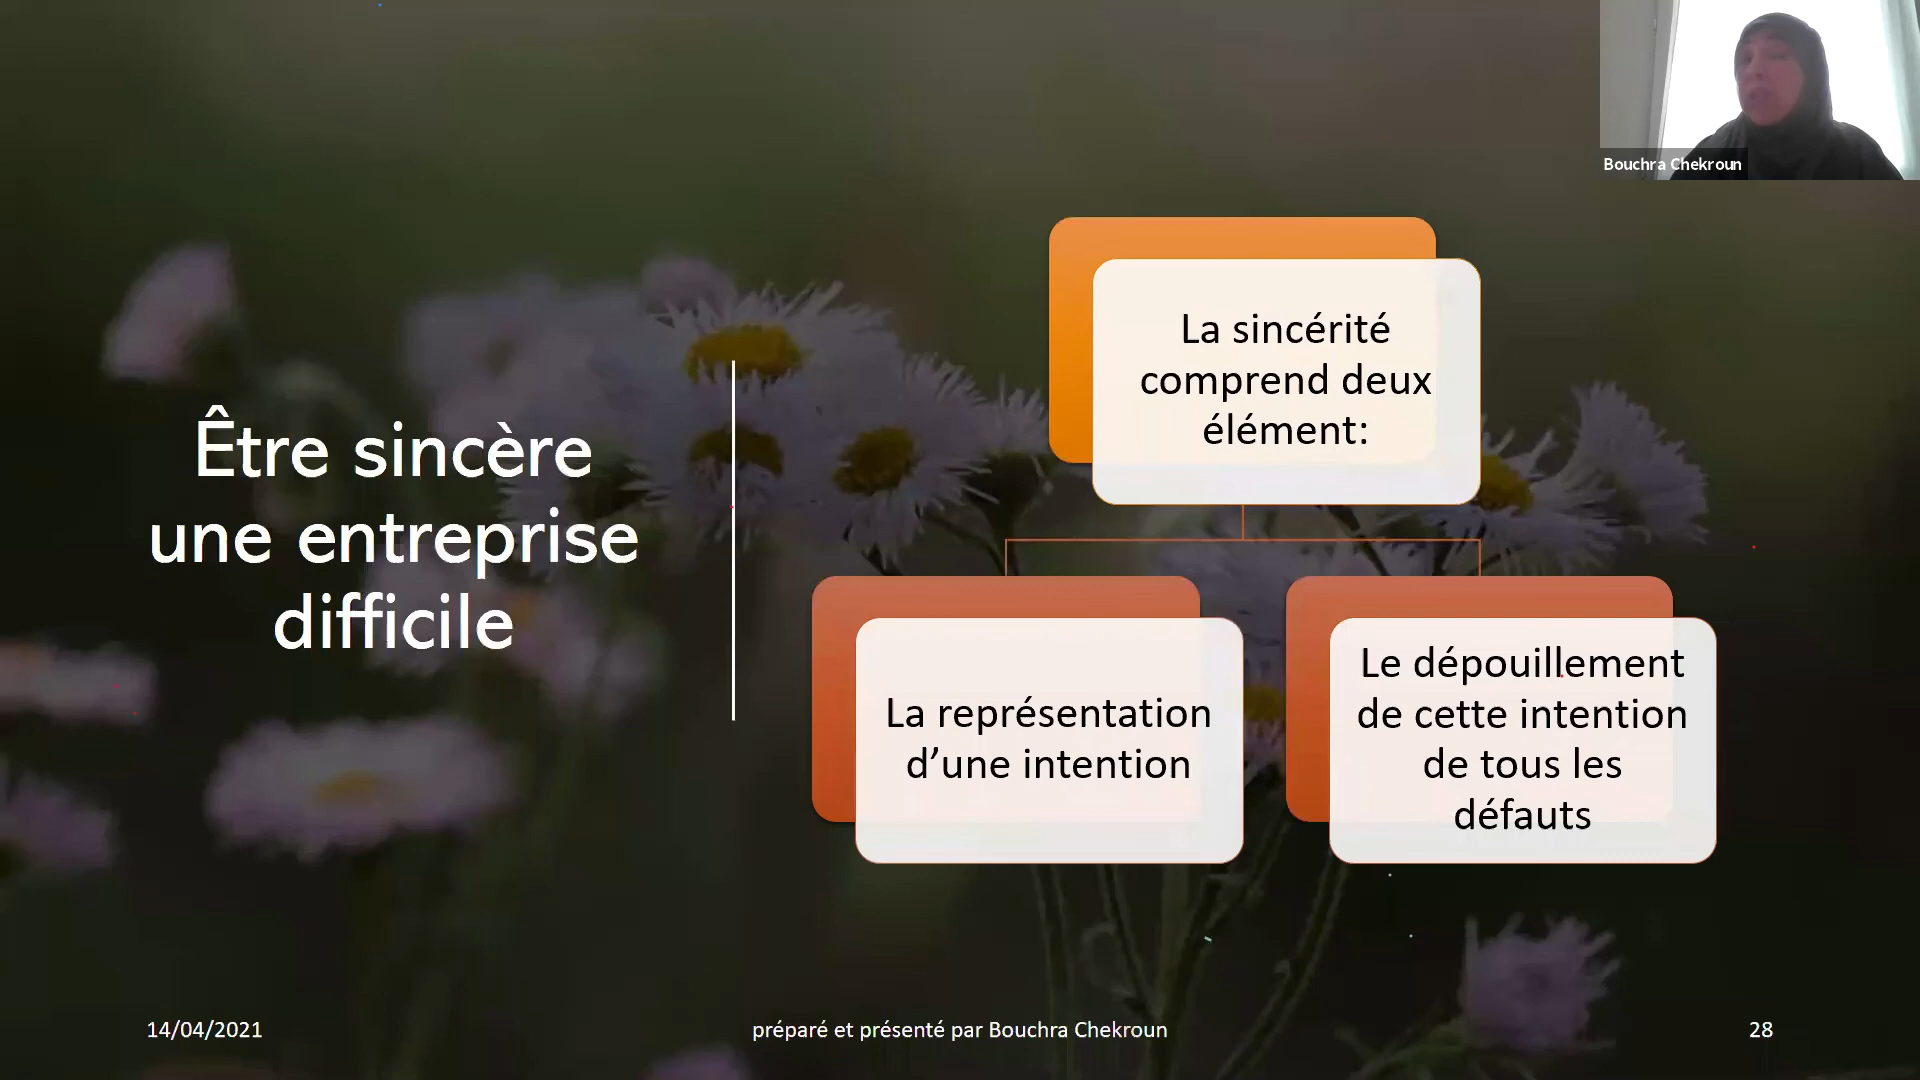 Bouchra Chekroun
Être sincère
une entreprise
difficile
La sincérité
comprend deux
élément:
La représentation
d’une intention
Le dépouillement
de cette intention
de tous les
défauts
14/04/2021
préparé et présenté par Bouchra Chekroun
28